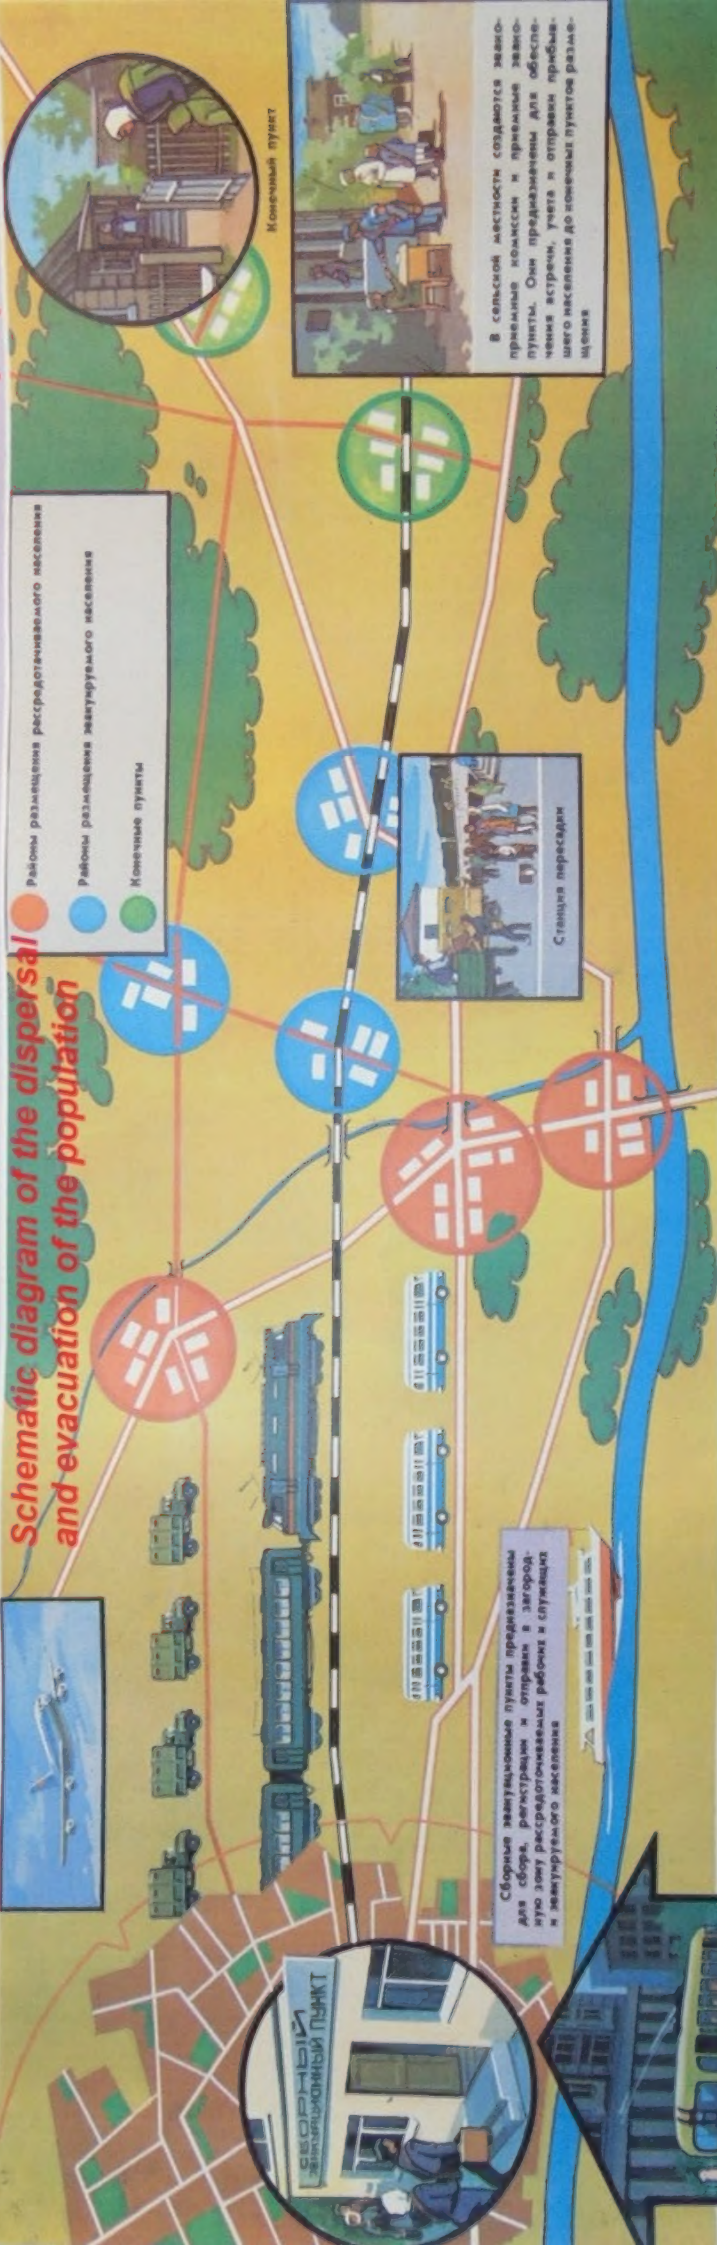 Schematic diagram of the dispersal
and evacuation of the population
Районы размещения рассредотачиваемого населения
Районы размещения эвакуируемого населения
Конечные пункты
Конечный пункт
В сельской местности создаются эвако-
приемные комиссии и приемные эвако-
пункты. Они предназначены для обеспе-
чения встречи, учета и отправки прибыв-
шего населения до конечных пунктов разме-
щения
Станция пересадки
Сборные эвакуационные пункты предназначены
для сбора, регистрации и отправки в загород-
ную зону рассредоточиваемых рабочих и служащих
и эвакуируемого населения
СБОРНЫЙ
ЭВАКУАЦИОННЫЙ ПУНКТ